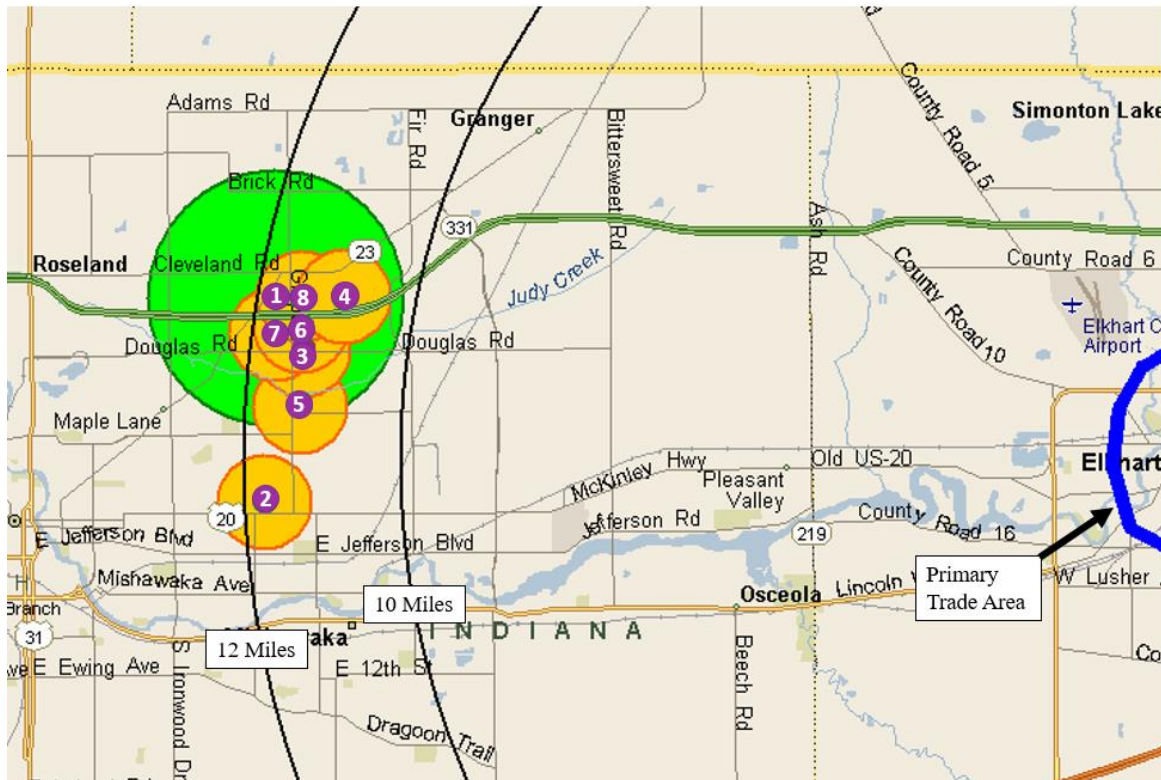 Adams Rd
Granger
Fir Rd
Bittersweet Rd
County Road 5
Simonton Lake
Brick Rd
331
Ash Rd
Roseland
Cleveland Rd
23
County Road 6
1
8
4
Judy Creek
Elkhart C
Airport
7
6
3
Douglas Rd
Douglas Rd
County Road 10
5
Maple Lane
McKinley Hwy
Old US-20
Pleasant
Valley
Elkhart
2
20
E Jefferson Blvd
E Jefferson Blvd
Jefferson Rd
219
County Road 16
Mishawaka Ave
Branch
10 Miles
Osceola
Lincoln
Primary
Trade Area
W Lusher
31
12 Miles
aka
INDIANA
E Ewing Ave
E 12th St
S Ironwood Dr
Beech Rd
Co
Dragoon Trail